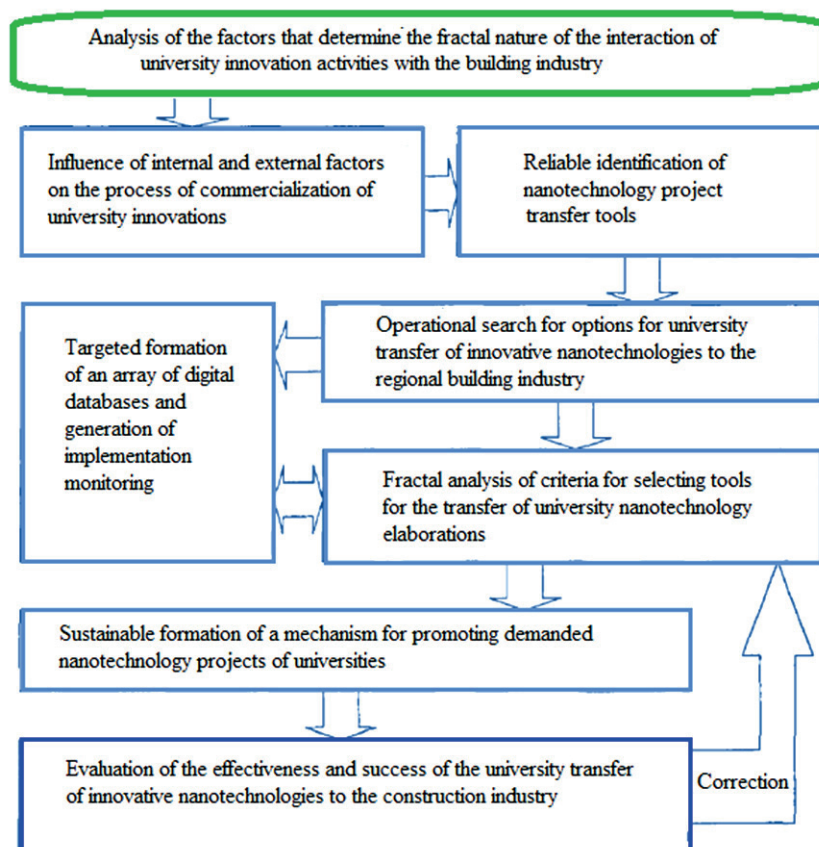 Analysis of the factors that determine the fractal nature of the interaction of
university innovation activities with the building industry
Influence of internal and external factors
on the process of commercialization of
university innovations
Reliable identification of
nanotechnology project
transfer tools
Operational search for options for university
transfer of innovative nanotechnologies to the
regional building industry
Targeted formation
of an array of digital
databases and
generation of
implementation
monitoring
Fractal analysis of criteria for selecting tools
for the transfer of university nanotechnology
elaborations
Sustainable formation of a mechanism for promoting demanded
nanotechnology projects of universities
Evaluation of the effectiveness and success of the university transfer
of innovative nanotechnologies to the construction industry
Correction